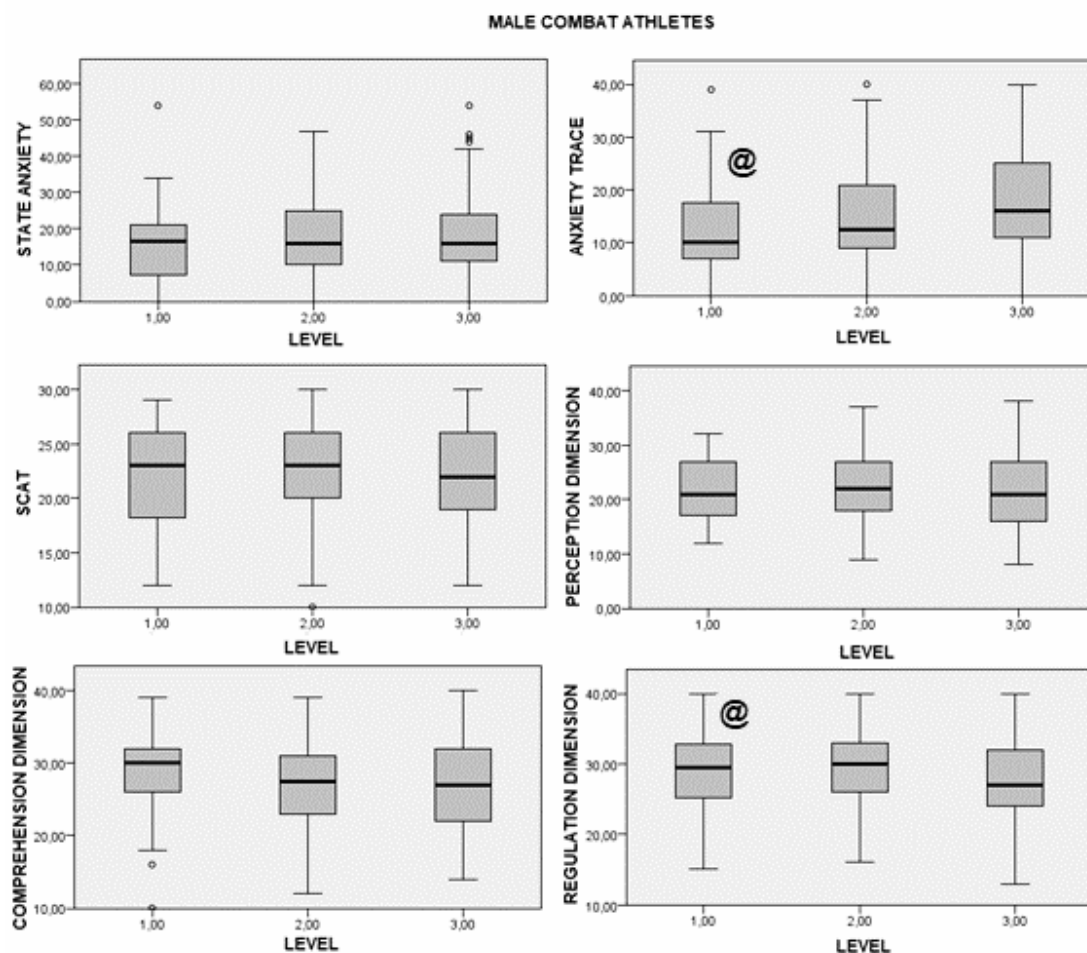 MALE COMBAT ATHLETES
STATE ANXIETY
60,00
50,00
40,00
30,00
20,00
10,00
0,00
1,00 2,00 3,00
LEVEL
ANXIETY TRACE
40,00
30,00
20,00
10,00
0,00
@
1,00 2,00 3,00
LEVEL
SCAT
30,00
25,00
20,00
15,00
10,00
1,00 2,00 3,00
LEVEL
PERCEPTION DIMENSION
40,00
30,00
20,00
10,00
0,00
1,00 2,00 3,00
LEVEL
COMPREHENSION DIMENSION
40,00
30,00
20,00
10,00
1,00 2,00 3,00
LEVEL
REGULATION DIMENSION
40,00
30,00
20,00
10,00
@
1,00 2,00 3,00
LEVEL